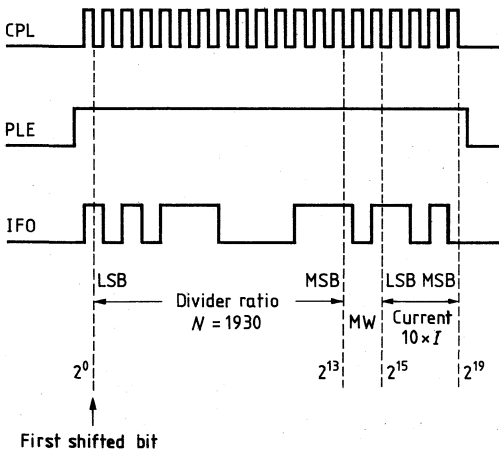 CPL
PLE
IFO
LSB MSB LSB MSB
Divider ratio MW Current
N = 1930 10 × I
2⁰ 2¹³ 2¹⁵ 2¹⁹
First shifted bit